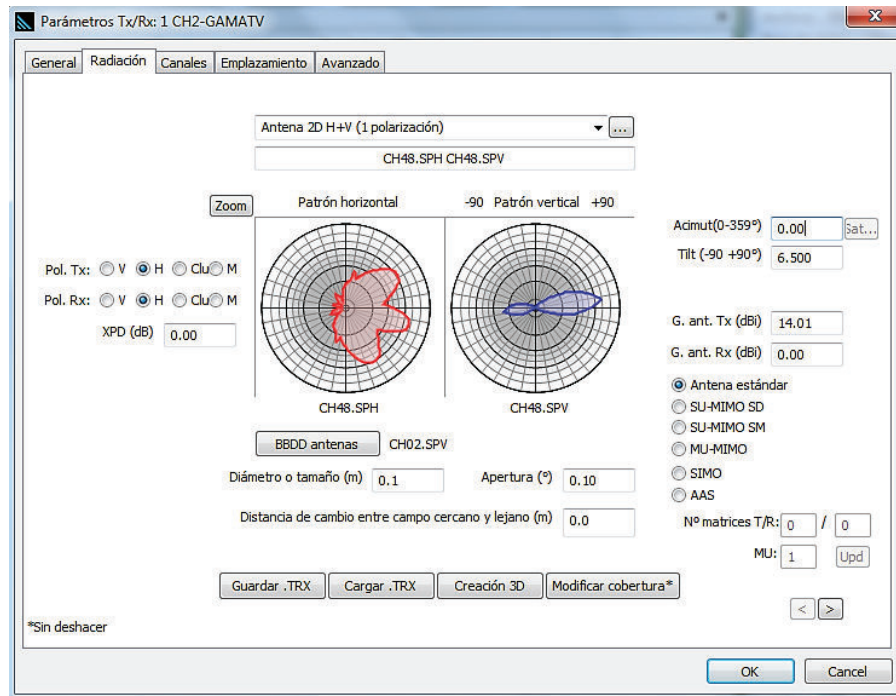 Parámetros Tx/Rx: 1 CH2-GAMATV
General Radiación Canales Emplazamiento Avanzado
Antena 2D H+V (1 polarización) ...
CH48.SPH CH48.SPV
Zoom Patrón horizontal -90 Patrón vertical +90
Acimut(0-359º) 0.00 Sat...
Tilt (-90 +90º) 6.500
Pol. Tx: V H Clu M
Pol. Rx: V H Clu M
XPD (dB) 0.00
G. ant. Tx (dBi) 14.01
G. ant. Rx (dBi) 0.00
Antena estándar
SU-MIMO SD
SU-MIMO SM
MU-MIMO
SIMO
AAS
CH48.SPH CH48.SPV
BBDD antenas CH02.SPV
Diámetro o tamaño (m) 0.1 Apertura (º) 0.10
Distancia de cambio entre campo cercano y lejano (m) 0.0
Nº matrices T/R: 0 / 0
MU: 1 Upd
Guardar .TRX Cargar .TRX Creación 3D Modificar cobertura*
< >
*Sin deshacer
OK Cancel